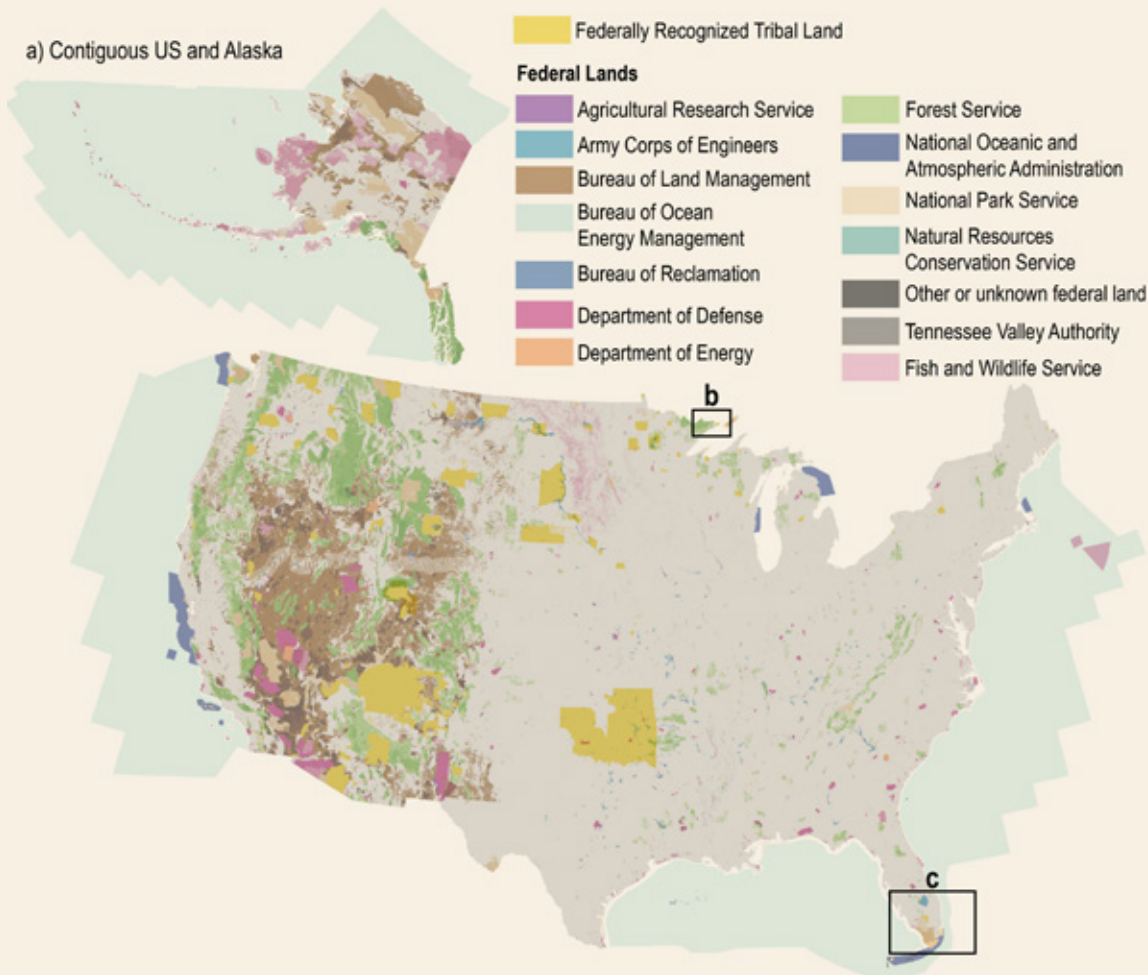 a) Contiguous US and Alaska
Federally Recognized Tribal Land
Federal Lands
Agricultural Research Service
Army Corps of Engineers
Bureau of Land Management
Bureau of Ocean
Energy Management
Bureau of Reclamation
Department of Defense
Department of Energy
Forest Service
National Oceanic and
Atmospheric Administration
National Park Service
Natural Resources
Conservation Service
Other or unknown federal land
Tennessee Valley Authority
Fish and Wildlife Service
b
c